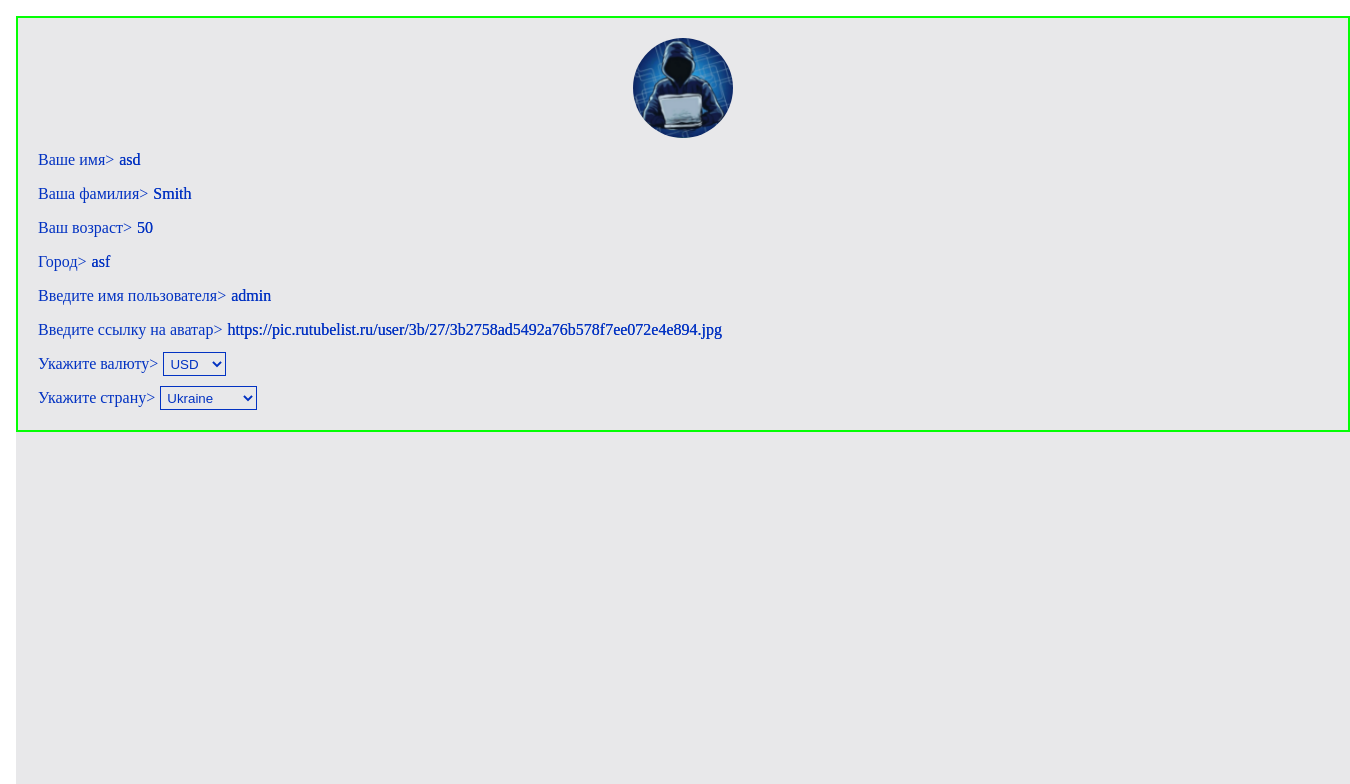 Ваше имя> asd
Ваша фамилия> Smith
Ваш возраст> 50
Город> asf
Введите имя пользователя> admin
Введите ссылку на аватар> https://pic.rutubelist.ru/user/3b/27/3b2758ad5492a76b578f7ee072e4e894.jpg
Укажите валюту> USD
Укажите страну> Ukraine